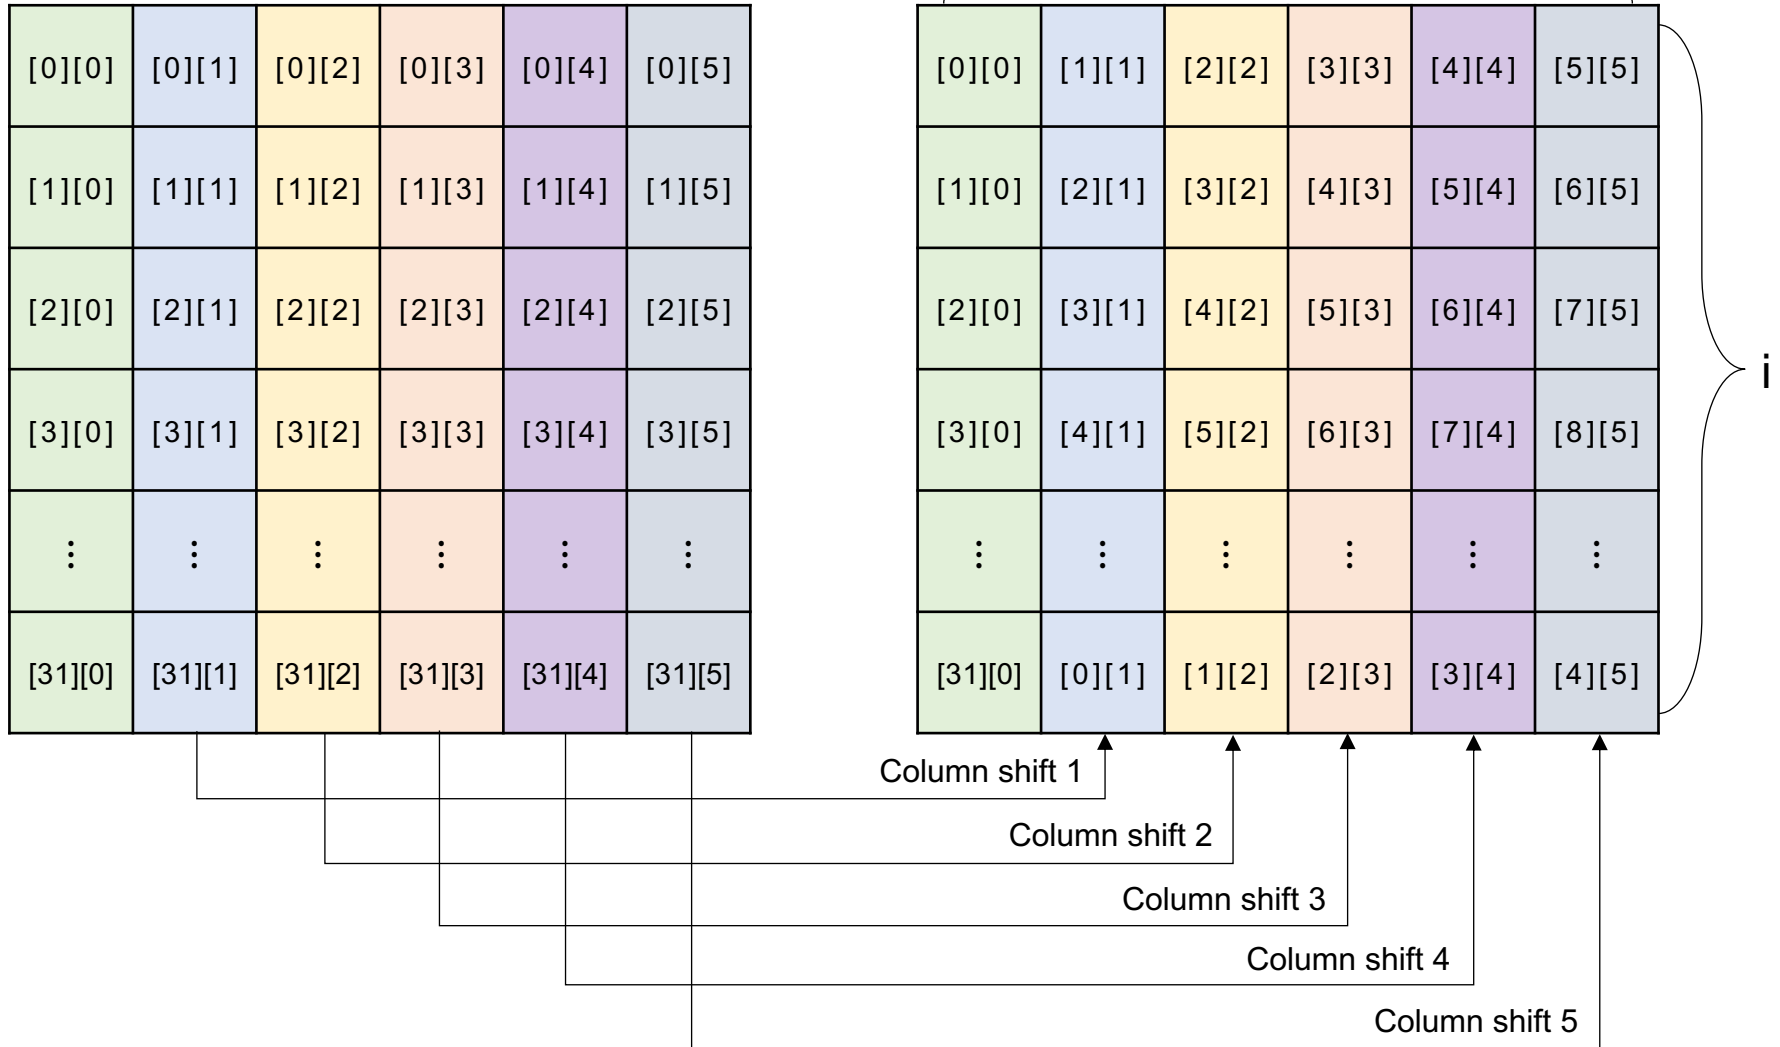 [0][0] [0][1] [0][2] [0][3] [0][4] [0][5] [0][0] [1][1] [2][2] [3][3] [4][4] [5][5]
[1][0] [1][1] [1][2] [1][3] [1][4] [1][5] [1][0] [2][1] [3][2] [4][3] [5][4] [6][5]
[2][0] [2][1] [2][2] [2][3] [2][4] [2][5] [2][0] [3][1] [4][2] [5][3] [6][4] [7][5]
i
[3][0] [3][1] [3][2] [3][3] [3][4] [3][5] [3][0] [4][1] [5][2] [6][3] [7][4] [8][5]
⋮ ⋮ ⋮ ⋮ ⋮ ⋮ ⋮ ⋮ ⋮ ⋮ ⋮ ⋮
[31][0] [31][1] [31][2] [31][3] [31][4] [31][5] [31][0] [0][1] [1][2] [2][3] [3][4] [4][5]
Column shift 1
Column shift 2
Column shift 3
Column shift 4
Column shift 5